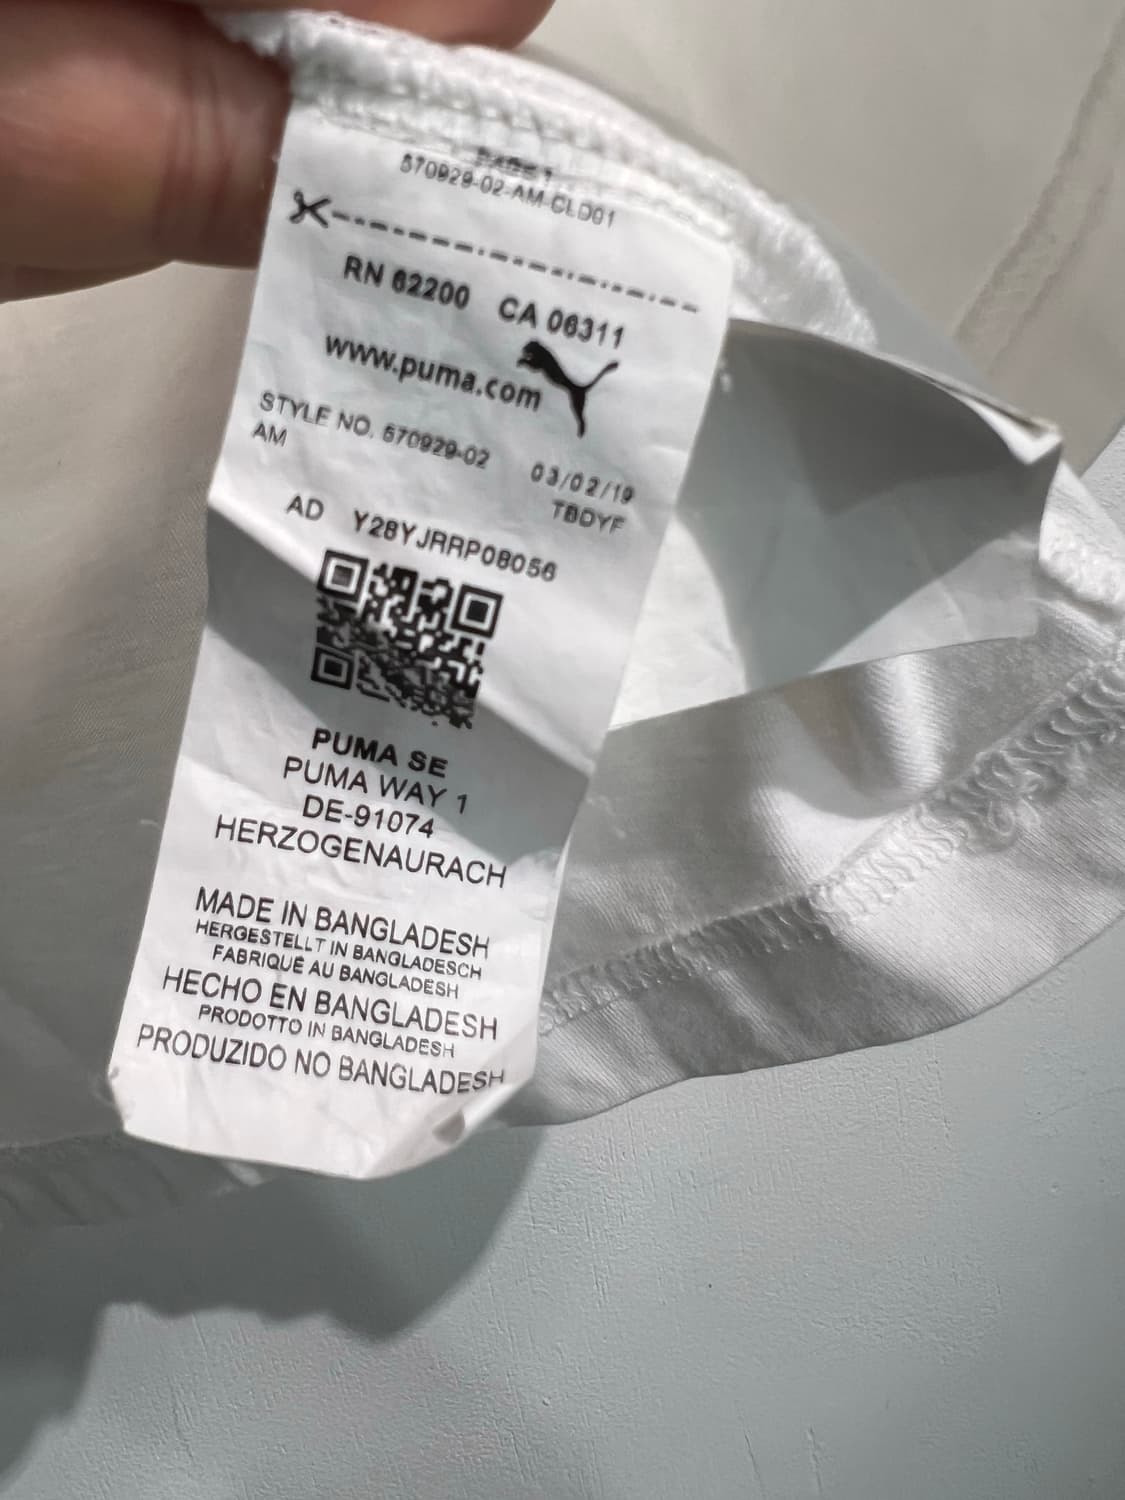 PAGE 1
570929-02-AM-CLD01
RN 62200 CA 06311
www.puma.com
STYLE NO. 570929-02
AM
03/02/19
TBDYF
AD Y28YJRRP08056
PUMA SE
PUMA WAY 1
DE-91074
HERZOGENAURACH
MADE IN BANGLADESH
HERGESTELLT IN BANGLADESCH
FABRIQUÉ AU BANGLADESH
HECHO EN BANGLADESH
PRODOTTO IN BANGLADESH
PRODUZIDO NO BANGLADESH